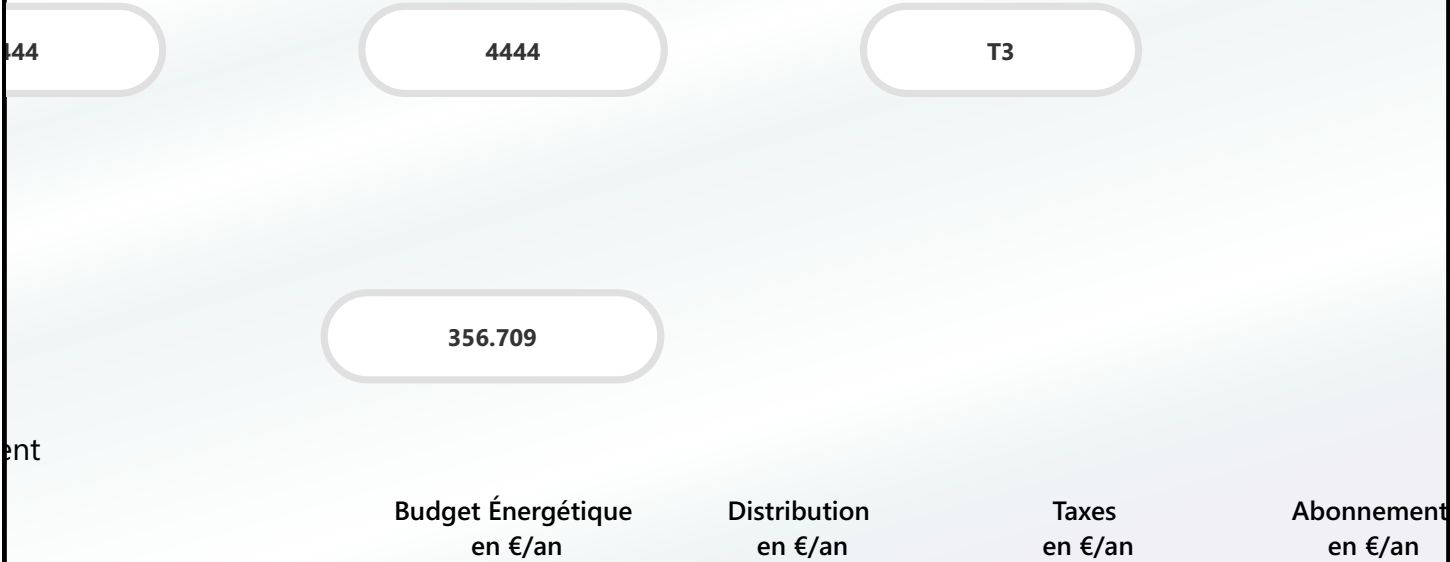 444 4444 T3
356.709
ent
Budget Énergétique Distribution Taxes Abonnement
en €/an en €/an en €/an en €/an